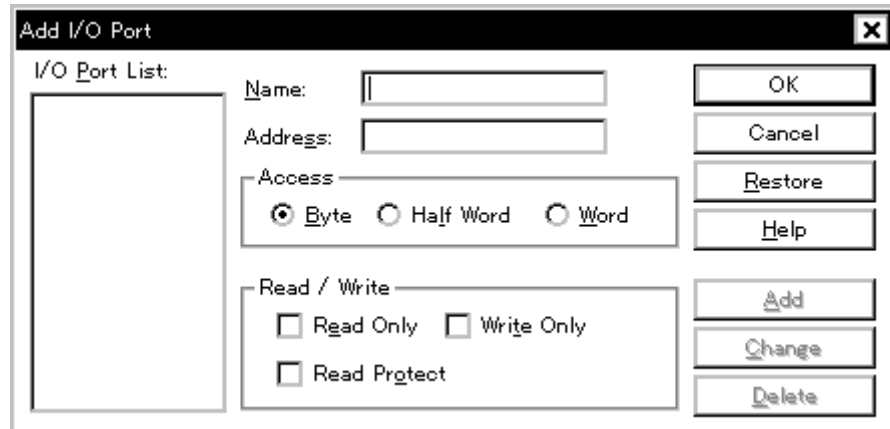 Add I/O Port
I/O Port List:
Name:
Address:
Access
Byte Half Word Word
Read / Write
Read Only Write Only
Read Protect
OK
Cancel
Restore
Help
Add
Change
Delete